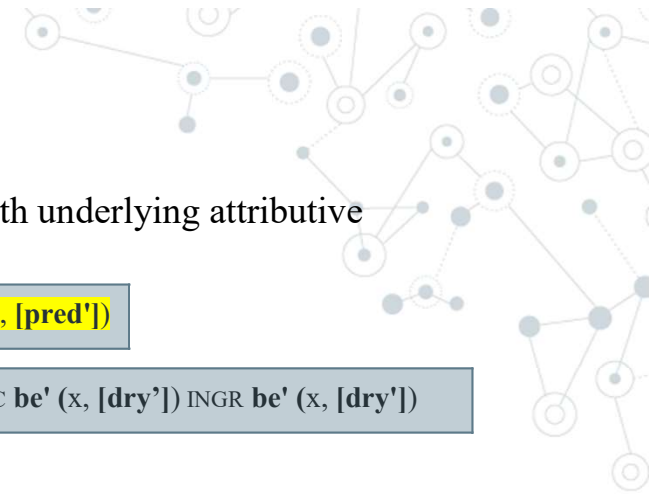 th underlying attributive
, [pred'])
C be' (x, [dry’]) INGR be' (x, [dry'])